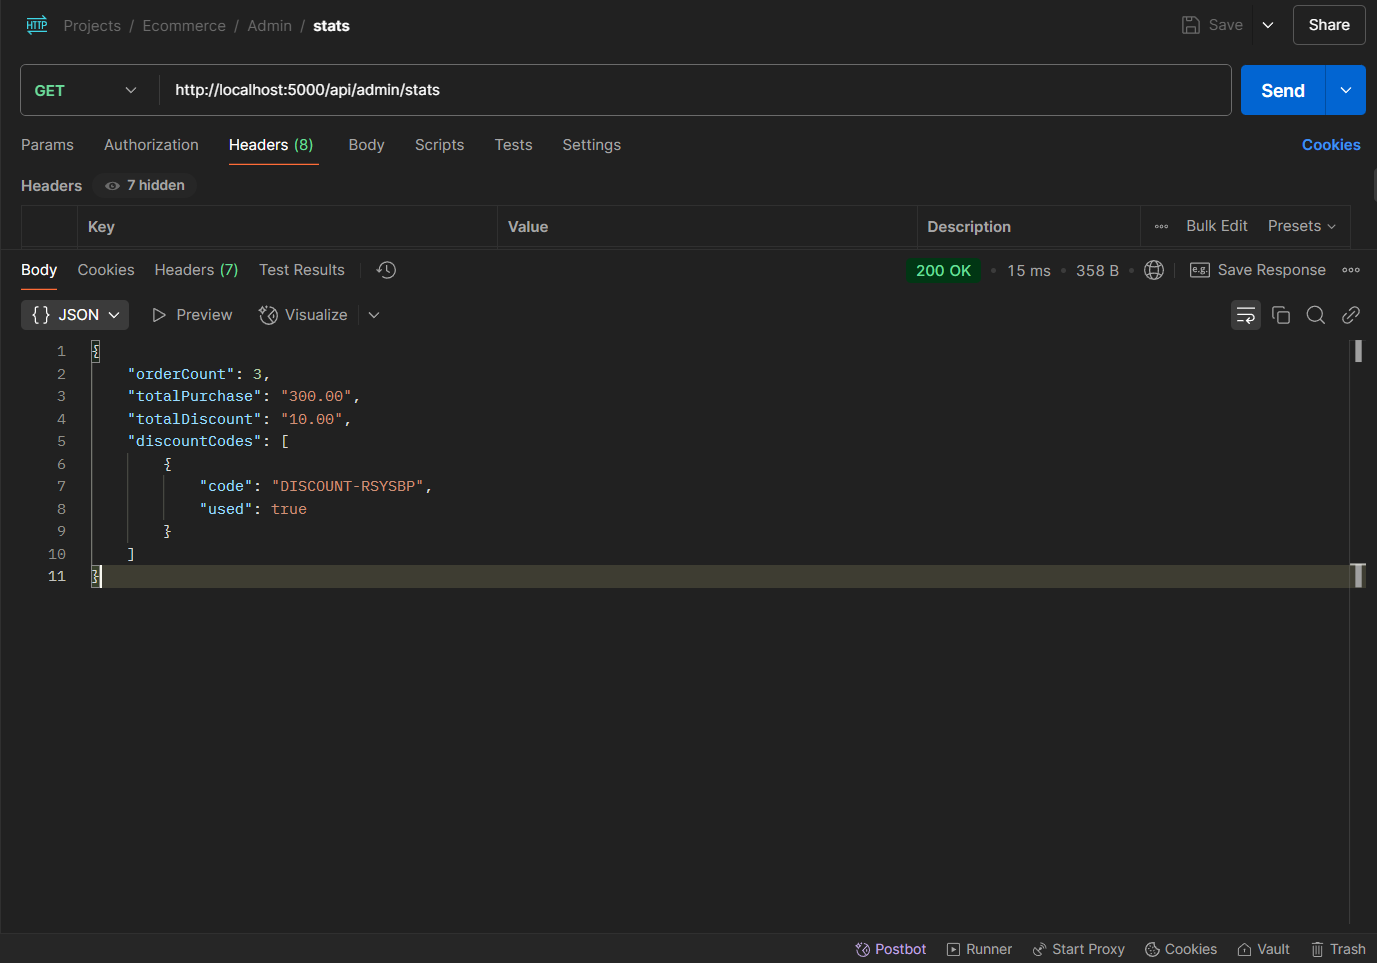 HTTP Projects / Ecommerce / Admin / stats Save Share
GET http://localhost:5000/api/admin/stats Send
Params Authorization Headers (8) Body Scripts Tests Settings Cookies
Headers 7 hidden
Key Value Description Bulk Edit Presets
Body Cookies Headers (7) Test Results 200 OK • 15 ms • 358 B • e.g. Save Response
{} JSON Preview Visualize
1 {
2 "orderCount": 3,
3 "totalPurchase": "300.00",
4 "totalDiscount": "10.00",
5 "discountCodes": [
6 {
7 "code": "DISCOUNT-RSYSBP",
8 "used": true
9 }
10 ]
11 }
Postbot Runner Start Proxy Cookies Vault Trash